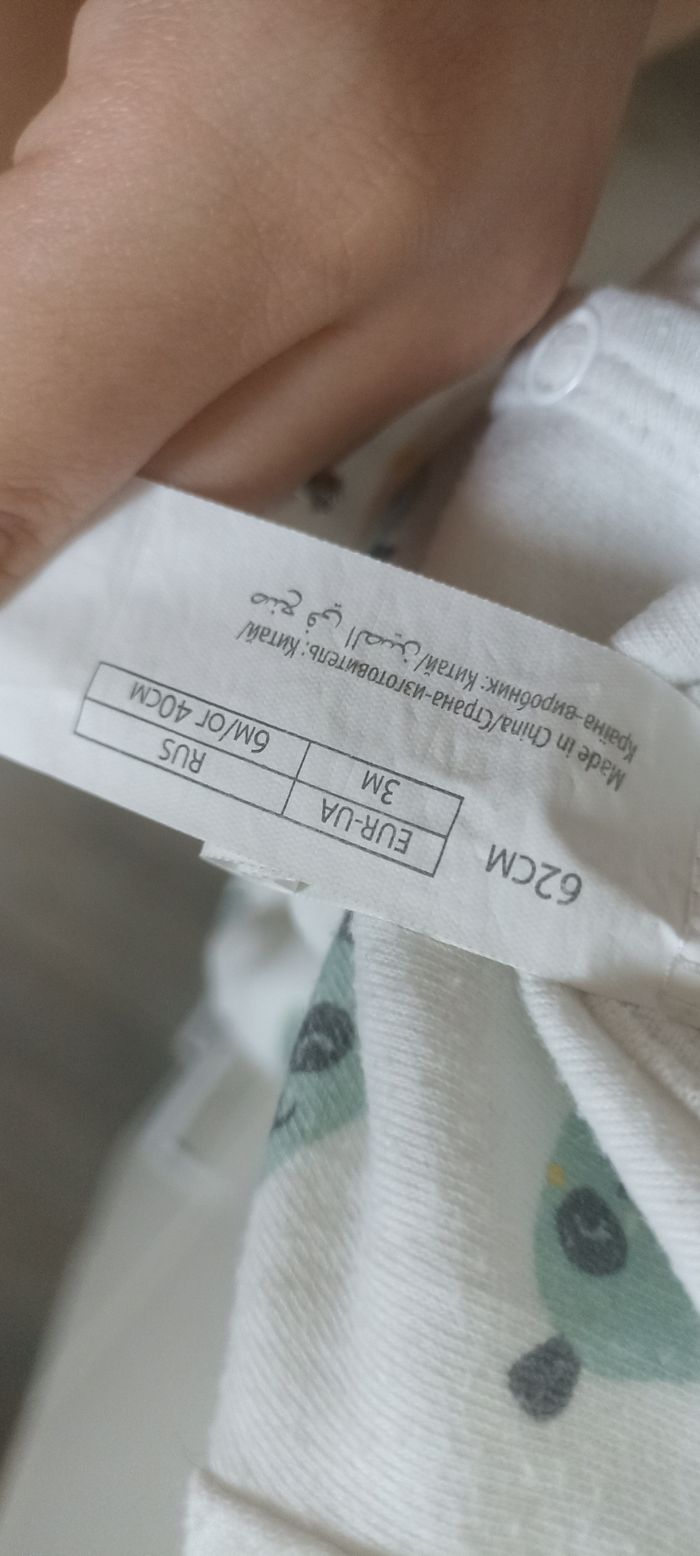 62CM
EUR-UA RUS
3M 6M/or 40CM
Made in China/Страна-изготовитель: Китай/
Країна-виробник: Китай/صنع في الصين